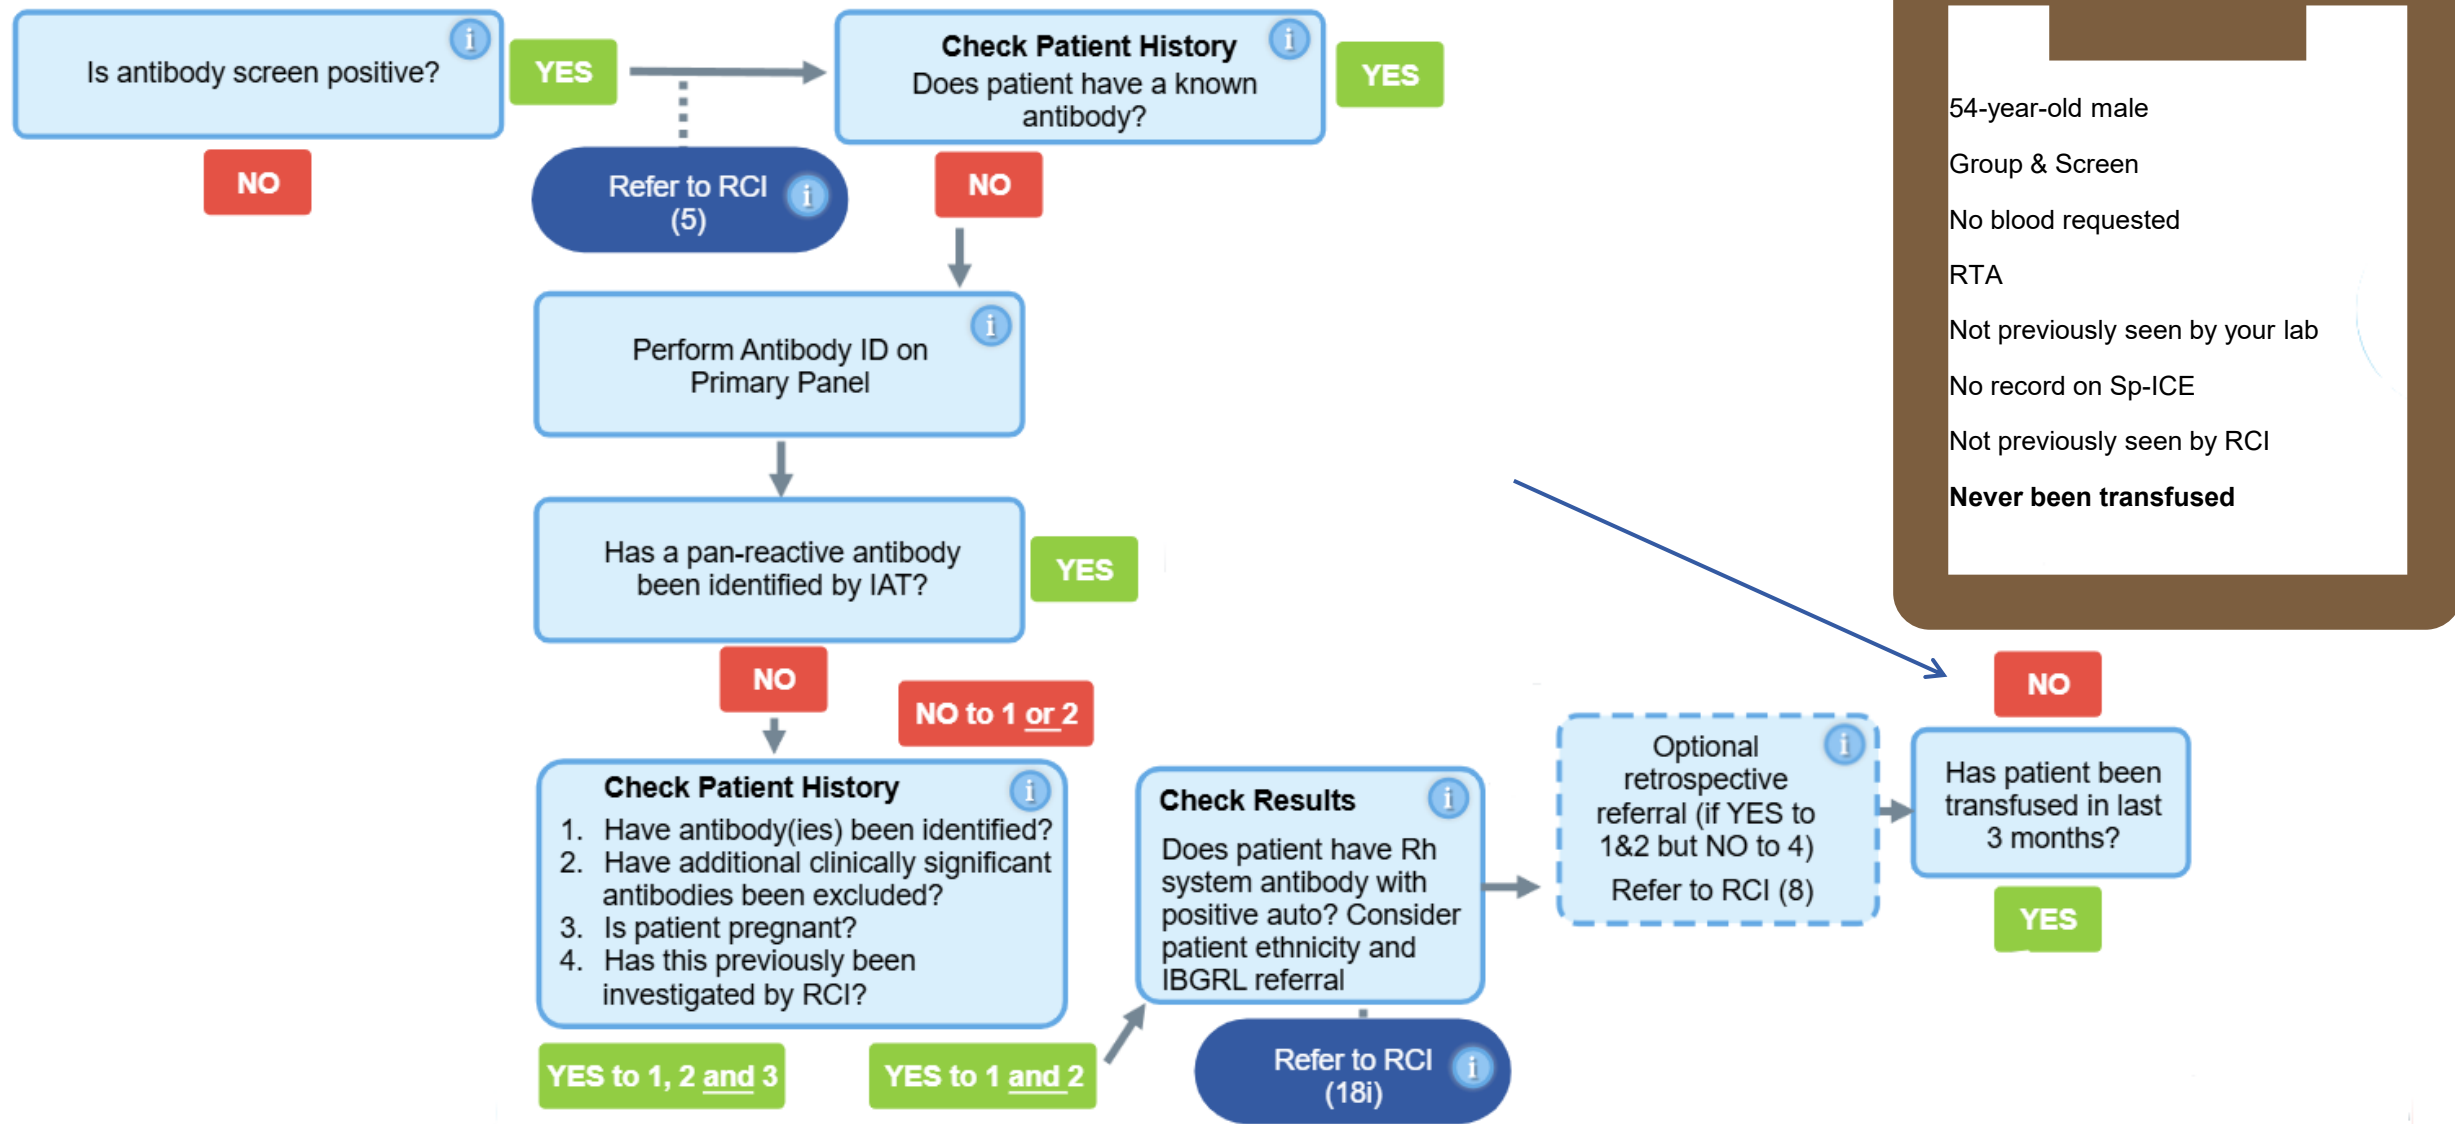 Is antibody screen positive?
YES
NO
Refer to RCI
(5)
Check Patient History
Does patient have a known
antibody?
YES
NO
Perform Antibody ID on
Primary Panel
Has a pan-reactive antibody
been identified by IAT?
YES
NO
NO to 1 or 2
Check Patient History
1. Have antibody(ies) been identified?
2. Have additional clinically significant
antibodies been excluded?
3. Is patient pregnant?
4. Has this previously been
investigated by RCI?
YES to 1, 2 and 3
YES to 1 and 2
Check Results
Does patient have Rh
system antibody with
positive auto? Consider
patient ethnicity and
IBGRL referral
Refer to RCI
(18i)
Optional
retrospective
referral (if YES to
1&2 but NO to 4)
Refer to RCI (8)
NO
Has patient been
transfused in last
3 months?
YES
54-year-old male
Group & Screen
No blood requested
RTA
Not previously seen by your lab
No record on Sp-ICE
Not previously seen by RCI
Never been transfused